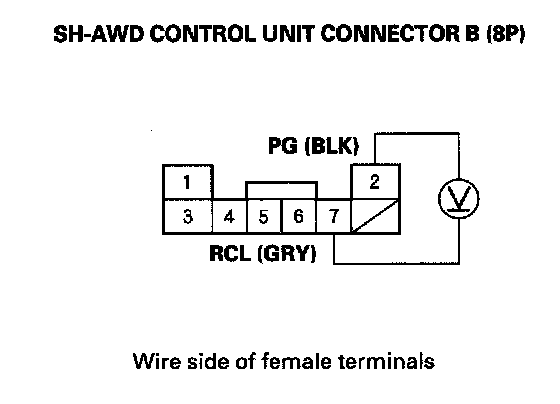 SH-AWD CONTROL UNIT CONNECTOR B (8P)
PG (BLK)
1 2
3 4 5 6 7
V
RCL (GRY)
Wire side of female terminals